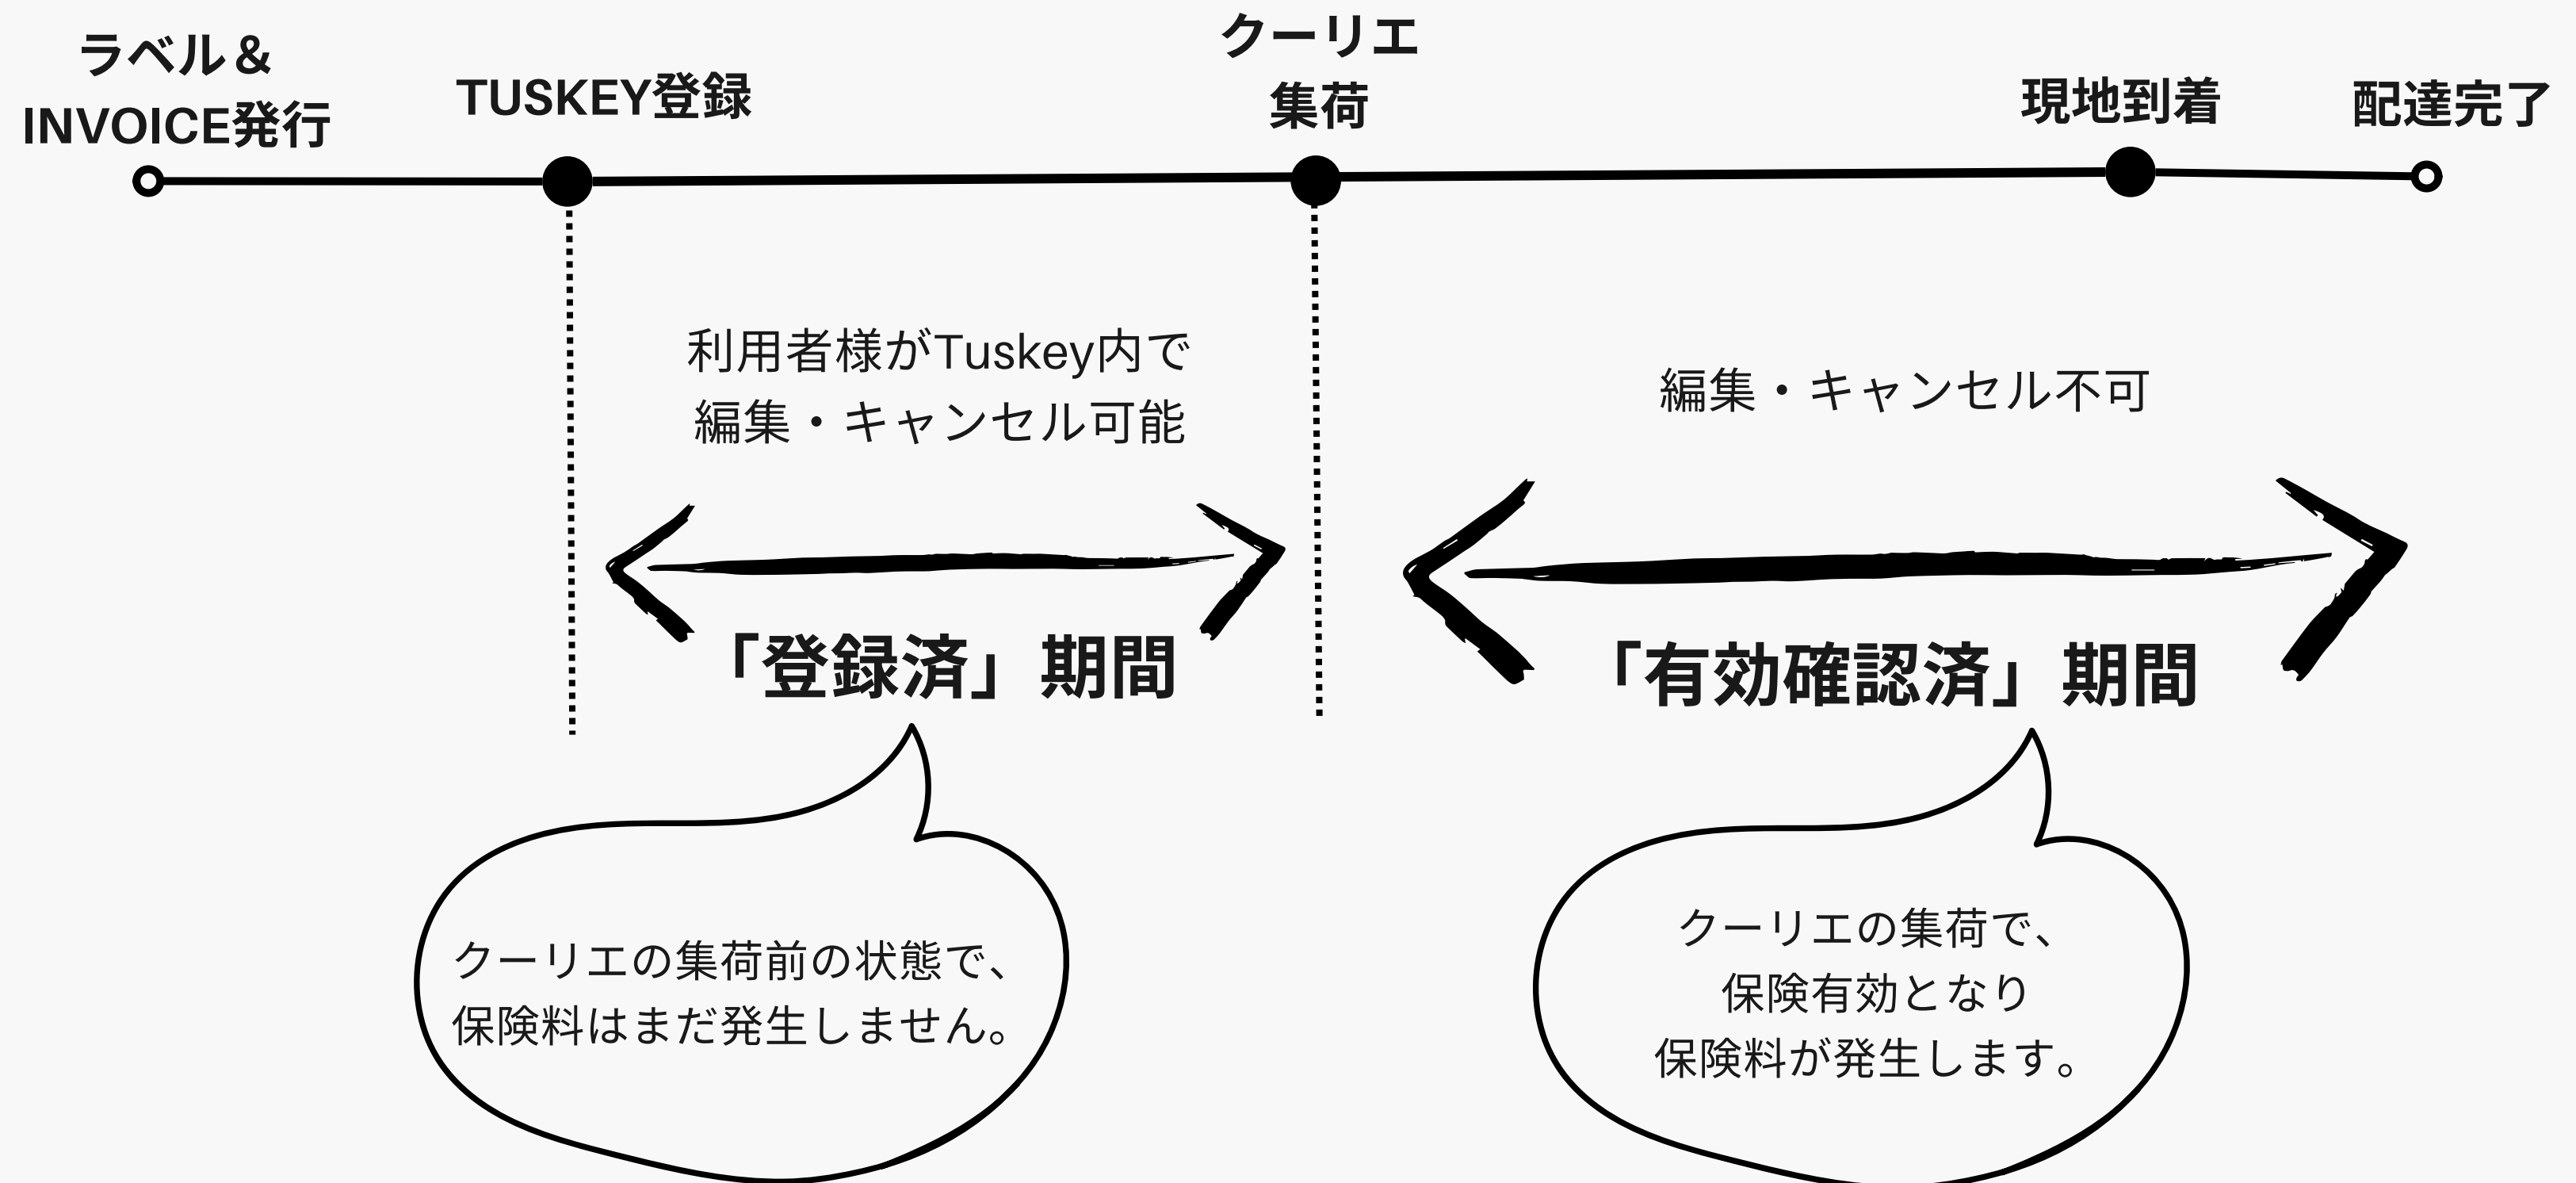 ラベル＆
INVOICE発行
TUSKEY登録
クーリエ
集荷
現地到着
配達完了
利用者様がTuskey内で
編集・キャンセル可能
編集・キャンセル不可
「登録済」期間
「有効確認済」期間
クーリエの集荷前の状態で、
保険料はまだ発生しません。
クーリエの集荷で、
保険有効となり
保険料が発生します。